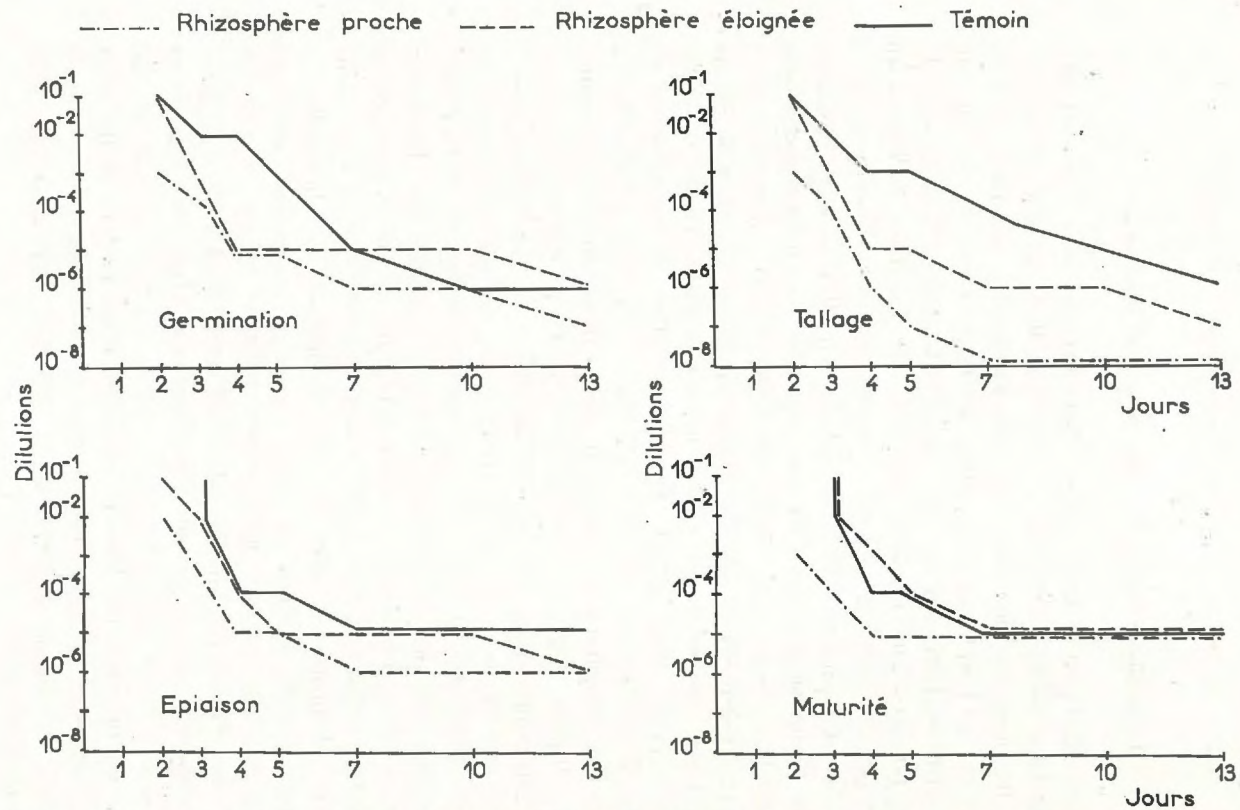 Rhizosphère proche Rhizosphère éloignée Témoin
10⁻¹
10⁻²
10⁻⁴
10⁻⁶
10⁻⁸
Germination
1 2 3 4 5 7 10 13
10⁻¹
10⁻²
10⁻⁴
10⁻⁶
10⁻⁸
Tallage
1 2 3 4 5 7 10 13
Jours
Dilutions
10⁻¹
10⁻²
10⁻⁴
10⁻⁶
10⁻⁸
Epiaison
1 2 3 4 5 7 10 13
Dilutions
10⁻¹
10⁻²
10⁻⁴
10⁻⁶
10⁻⁸
Maturité
1 2 3 4 5 7 10 13
Jours